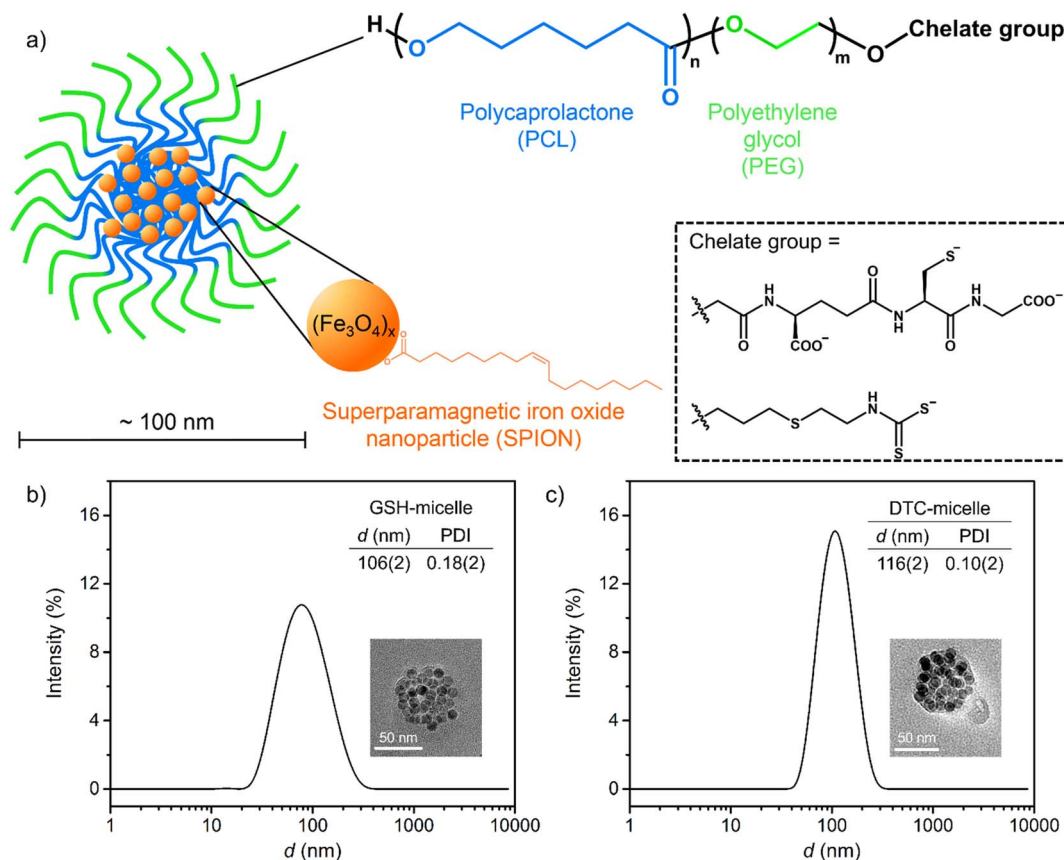 a)
H
O
O
n
O
m
O
Chelate group
Polycaprolactone
(PCL)
Polyethylene
glycol
(PEG)
Chelate group =
O
H
N
COO⁻
O
N
H
S⁻
O
H
N
COO⁻
S
H
N
S⁻
S
(Fe₃O₄)ₓ
O
O
Superparamagnetic iron oxide
nanoparticle (SPION)
~ 100 nm
b)
GSH-micelle
d (nm) PDI
106(2) 0.18(2)
Intensity (%)
16
12
8
4
0
50 nm
1 10 100 1000 10000
d (nm)
c)
DTC-micelle
d (nm) PDI
116(2) 0.10(2)
Intensity (%)
16
12
8
4
0
50 nm
1 10 100 1000 10000
d (nm)